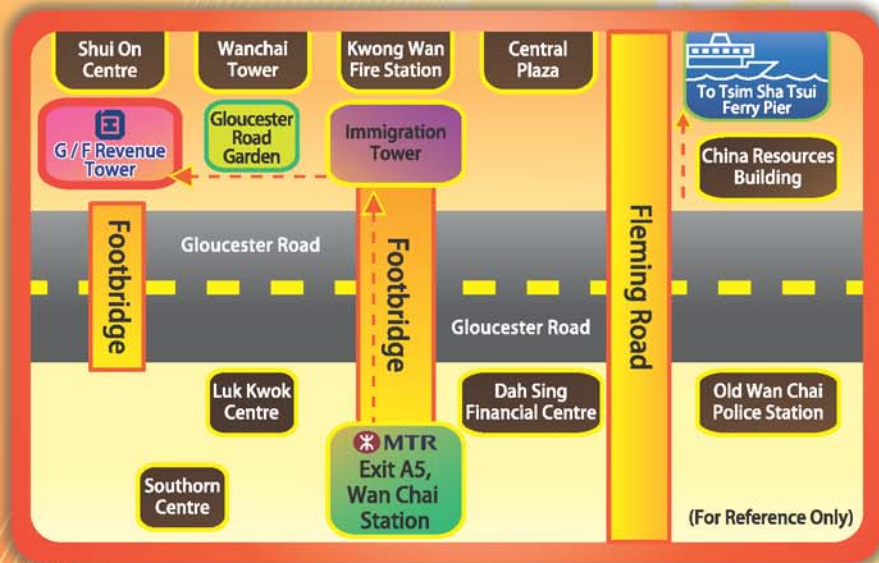 Shui On
Centre
Wanchai
Tower
Kwong Wan
Fire Station
Central
Plaza
To Tsim Sha Tsui
Ferry Pier
G / F Revenue
Tower
Gloucester
Road
Garden
Immigration
Tower
China Resources
Building
Footbridge
Gloucester Road
Footbridge
Gloucester Road
Fleming Road
Luk Kwok
Centre
Dah Sing
Financial Centre
Old Wan Chai
Police Station
MTR
Exit A5,
Wan Chai
Station
Southorn
Centre
(For Reference Only)